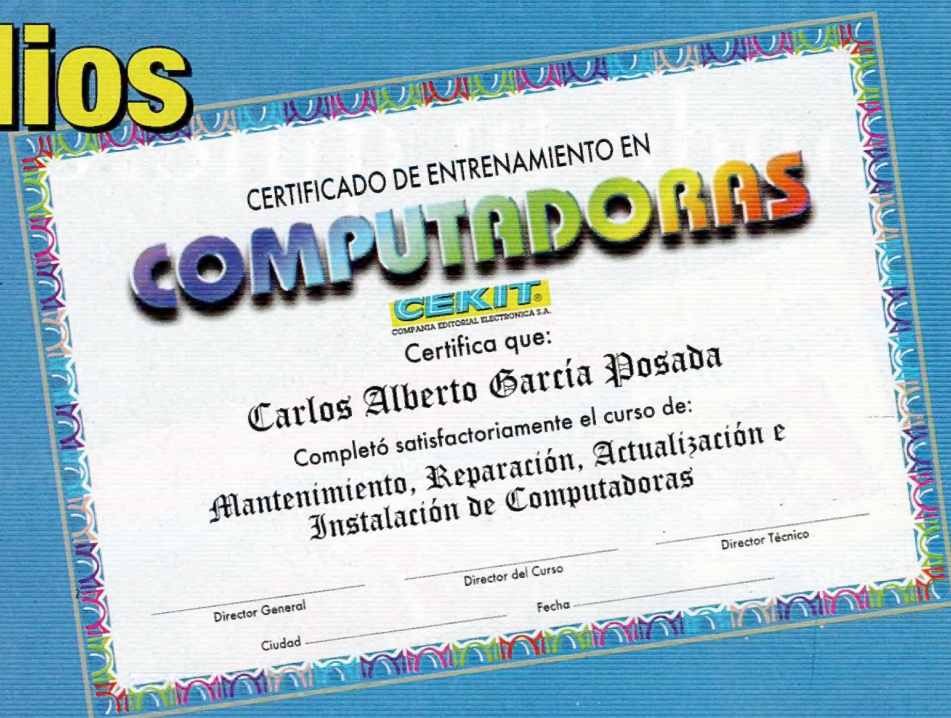 CERTIFICADO DE ENTRENAMIENTO EN
COMPUTADORAS
CEKIT®
COMPAÑIA EDITORIAL ELECTRONICA S.A.
Certifica que:
Carlos Alberto García Posada
Completó satisfactoriamente el curso de:
Mantenimiento, Reparación, Actualización e
Instalación de Computadoras
Director General
Director del Curso
Director Técnico
Ciudad
Fecha